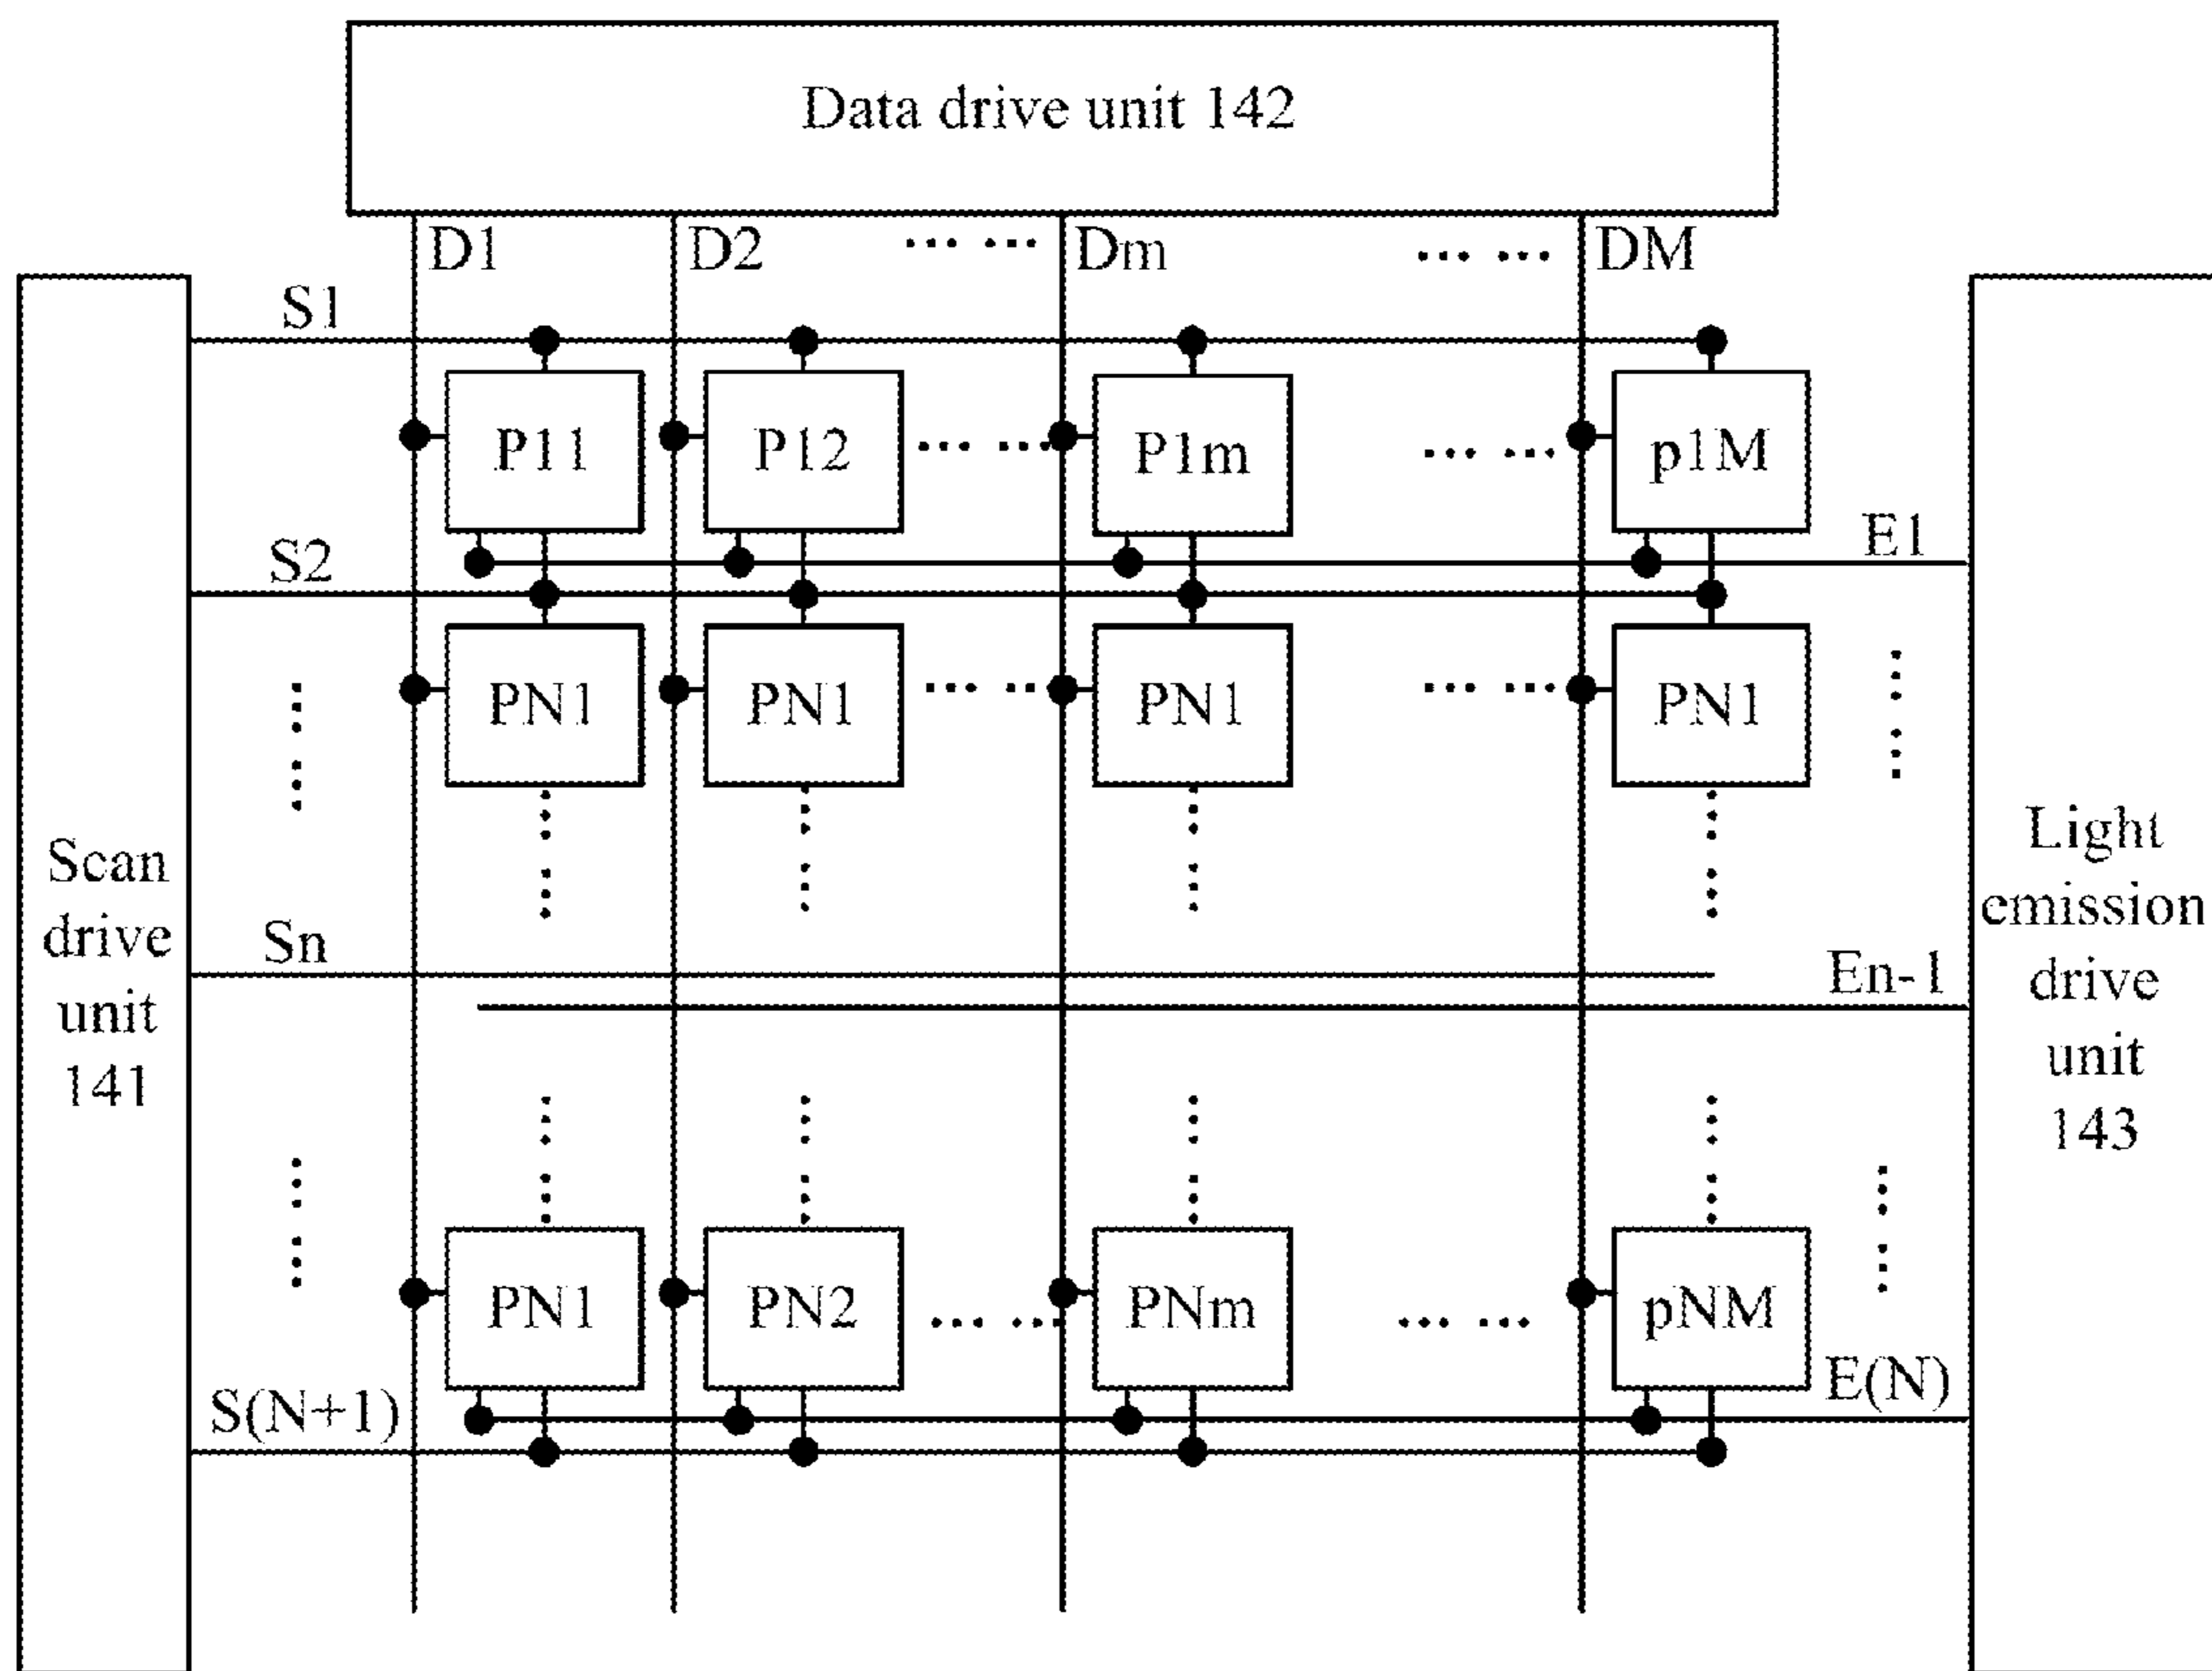 Data drive unit 142
D1 D2 ... ... Dm ... ... DM
S1
P11 P12 ... ... P1m ... ... p1M
E1
S2
PN1 PN1 ... ... PN1 ... ... PN1
Scan
drive
unit
141
Light
emission
drive
unit
143
Sn
En-1
PN1 PN2 ... ... PNm ... ... pNM
E(N)
S(N+1)